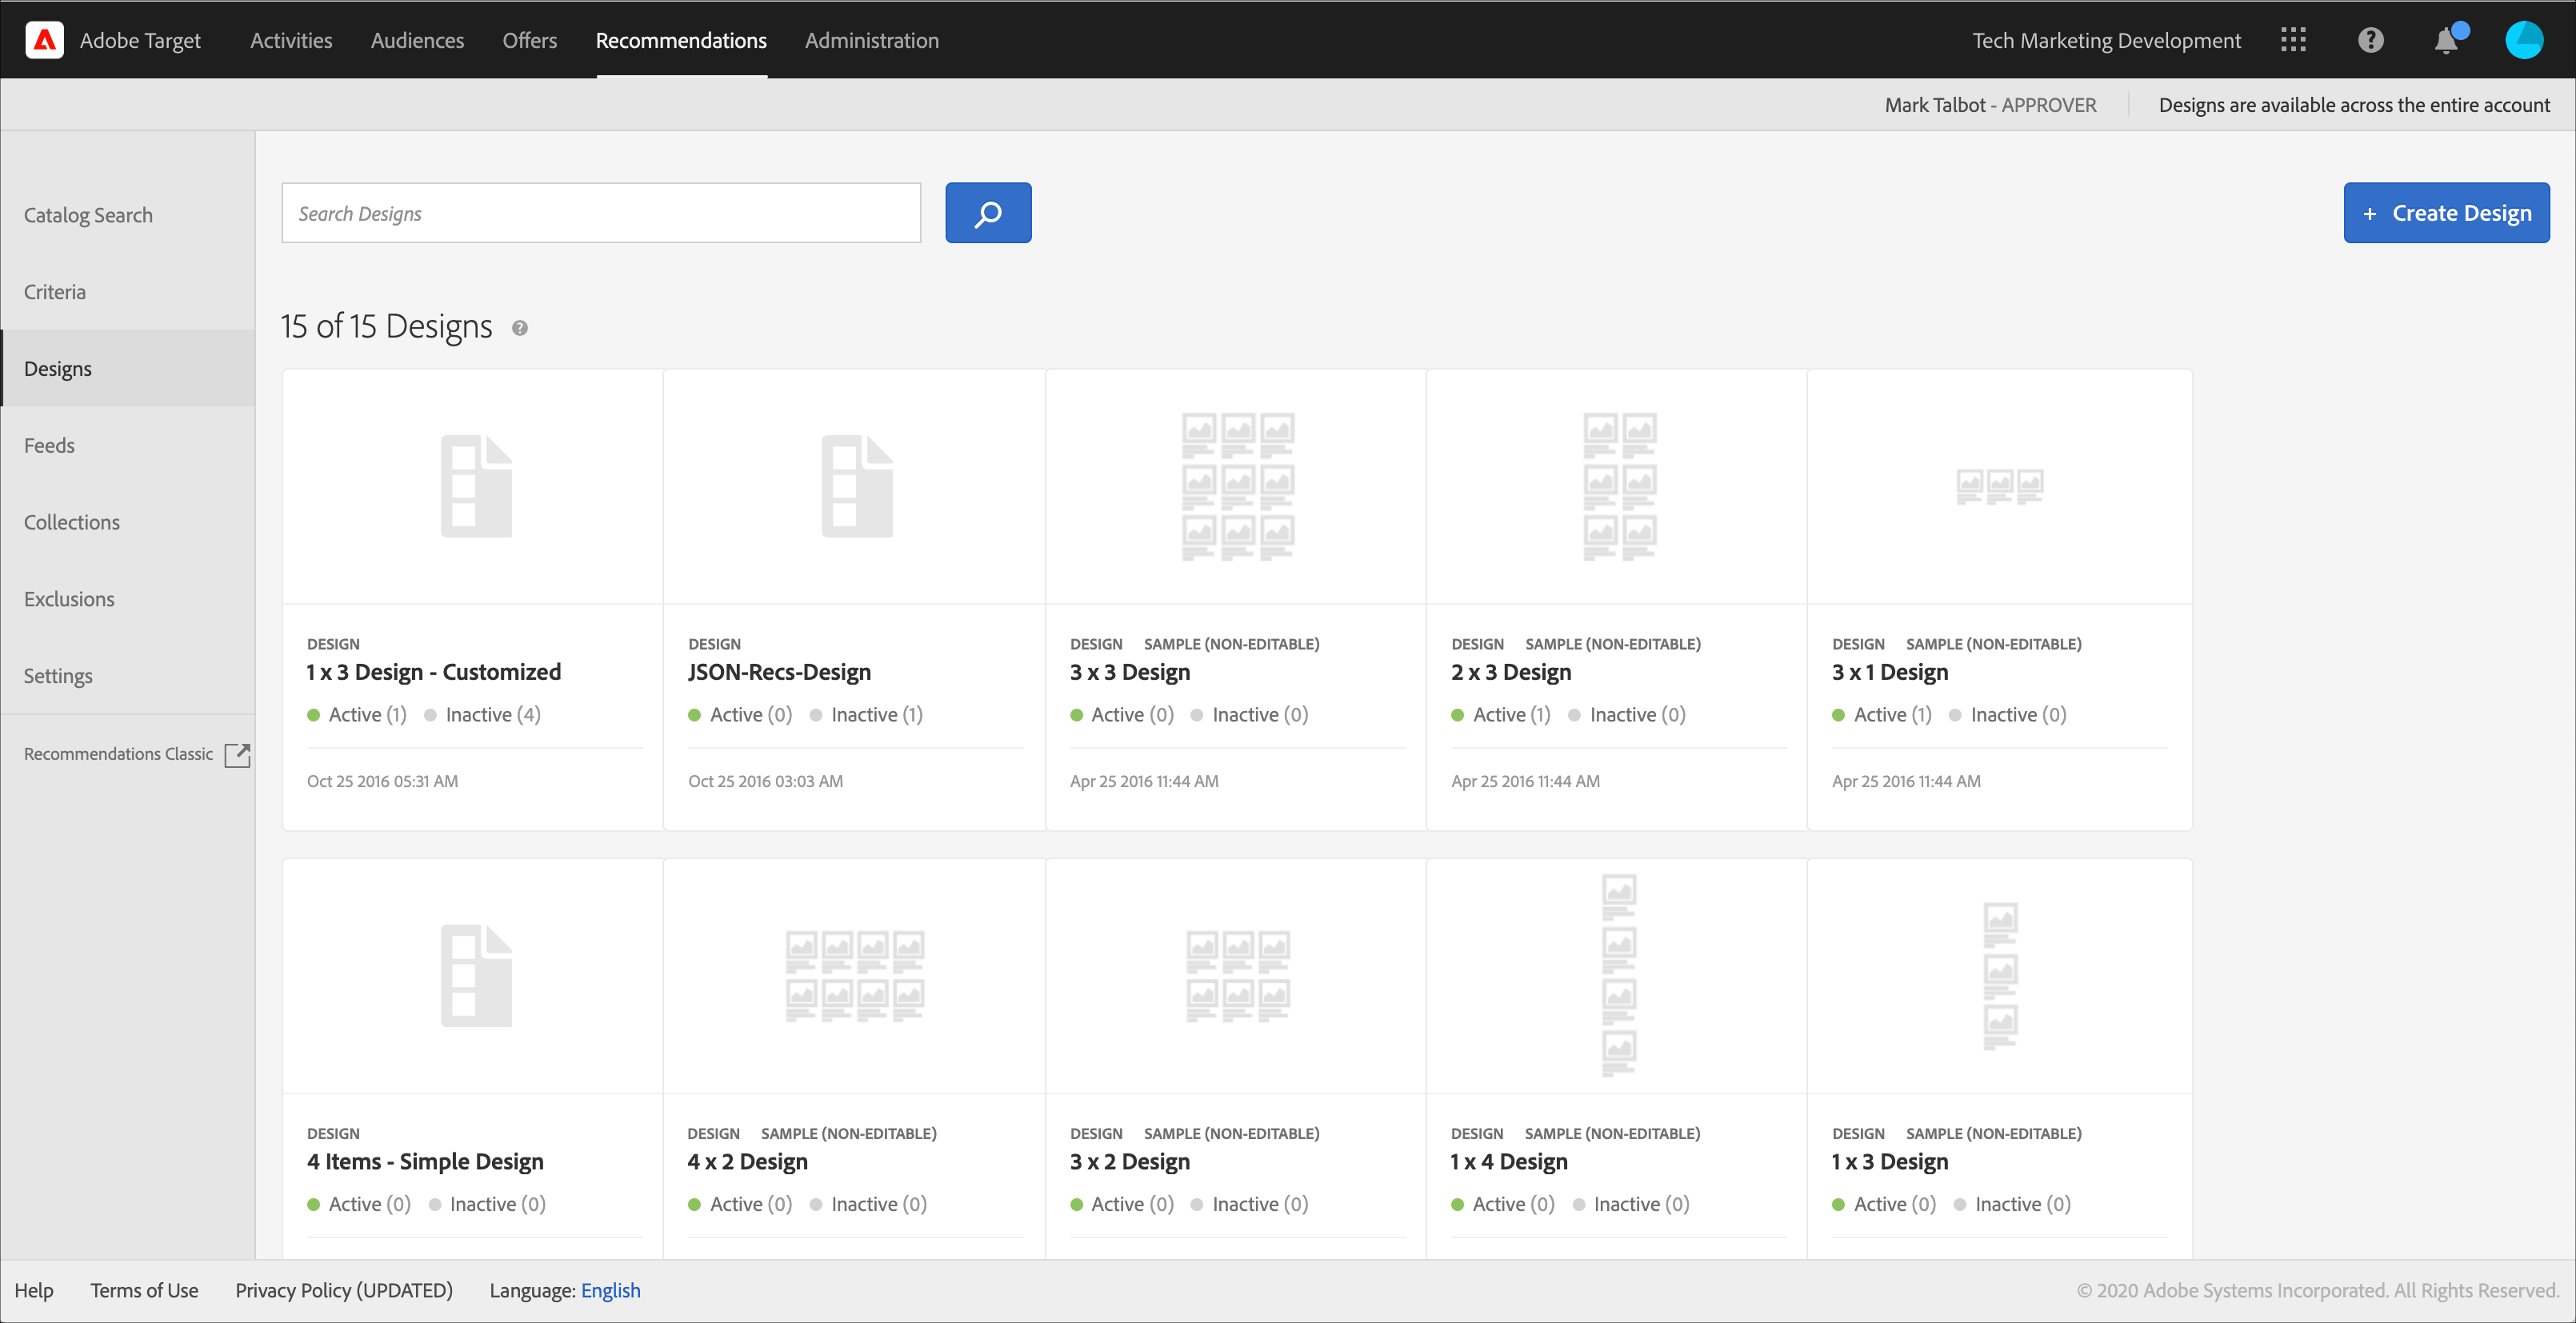 Adobe Target Activities Audiences Offers Recommendations Administration Tech Marketing Development
Mark Talbot - APPROVER Designs are available across the entire account
Catalog Search
Criteria
Designs
Feeds
Collections
Exclusions
Settings
Recommendations Classic
Search Designs
+ Create Design
15 of 15 Designs
DESIGN
1 x 3 Design - Customized
Active (1) Inactive (4)
Oct 25 2016 05:31 AM
DESIGN
JSON-Recs-Design
Active (0) Inactive (1)
Oct 25 2016 03:03 AM
DESIGN SAMPLE (NON-EDITABLE)
3 x 3 Design
Active (0) Inactive (0)
Apr 25 2016 11:44 AM
DESIGN SAMPLE (NON-EDITABLE)
2 x 3 Design
Active (1) Inactive (0)
Apr 25 2016 11:44 AM
DESIGN SAMPLE (NON-EDITABLE)
3 x 1 Design
Active (1) Inactive (0)
Apr 25 2016 11:44 AM
DESIGN
4 Items - Simple Design
Active (0) Inactive (0)
DESIGN SAMPLE (NON-EDITABLE)
4 x 2 Design
Active (0) Inactive (0)
DESIGN SAMPLE (NON-EDITABLE)
3 x 2 Design
Active (0) Inactive (0)
DESIGN SAMPLE (NON-EDITABLE)
1 x 4 Design
Active (0) Inactive (0)
DESIGN SAMPLE (NON-EDITABLE)
1 x 3 Design
Active (0) Inactive (0)
Help Terms of Use Privacy Policy (UPDATED) Language: English © 2020 Adobe Systems Incorporated. All Rights Reserved.